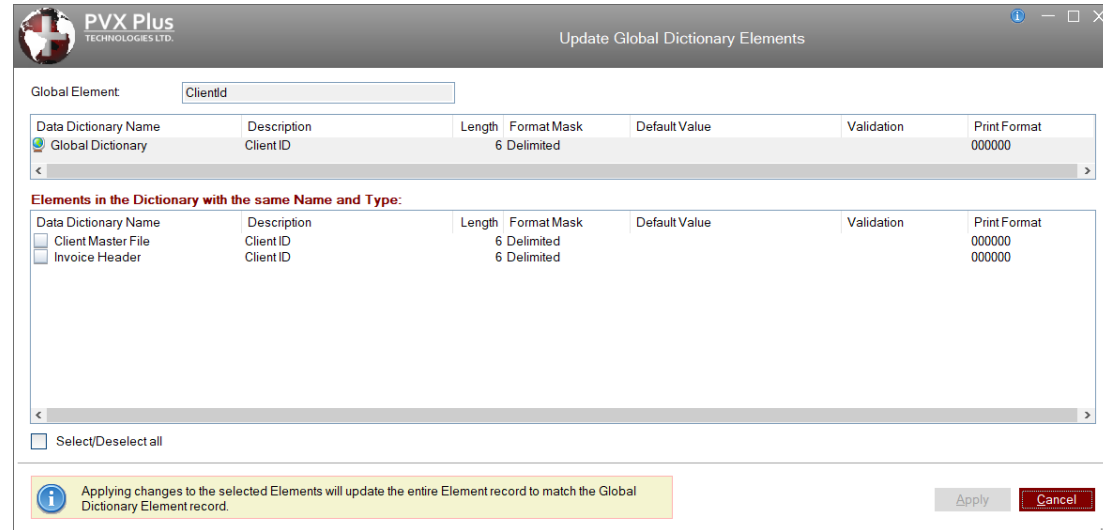 PVX Plus
TECHNOLOGIES LTD.
Update Global Dictionary Elements
Global Element: ClientId
Data Dictionary Name Description Length Format Mask Default Value Validation Print Format
Global Dictionary Client ID 6 Delimited 000000
Elements in the Dictionary with the same Name and Type:
Data Dictionary Name Description Length Format Mask Default Value Validation Print Format
Client Master File Client ID 6 Delimited 000000
Invoice Header Client ID 6 Delimited 000000
Select/Deselect all
Applying changes to the selected Elements will update the entire Element record to match the Global
Dictionary Element record.
Apply Cancel